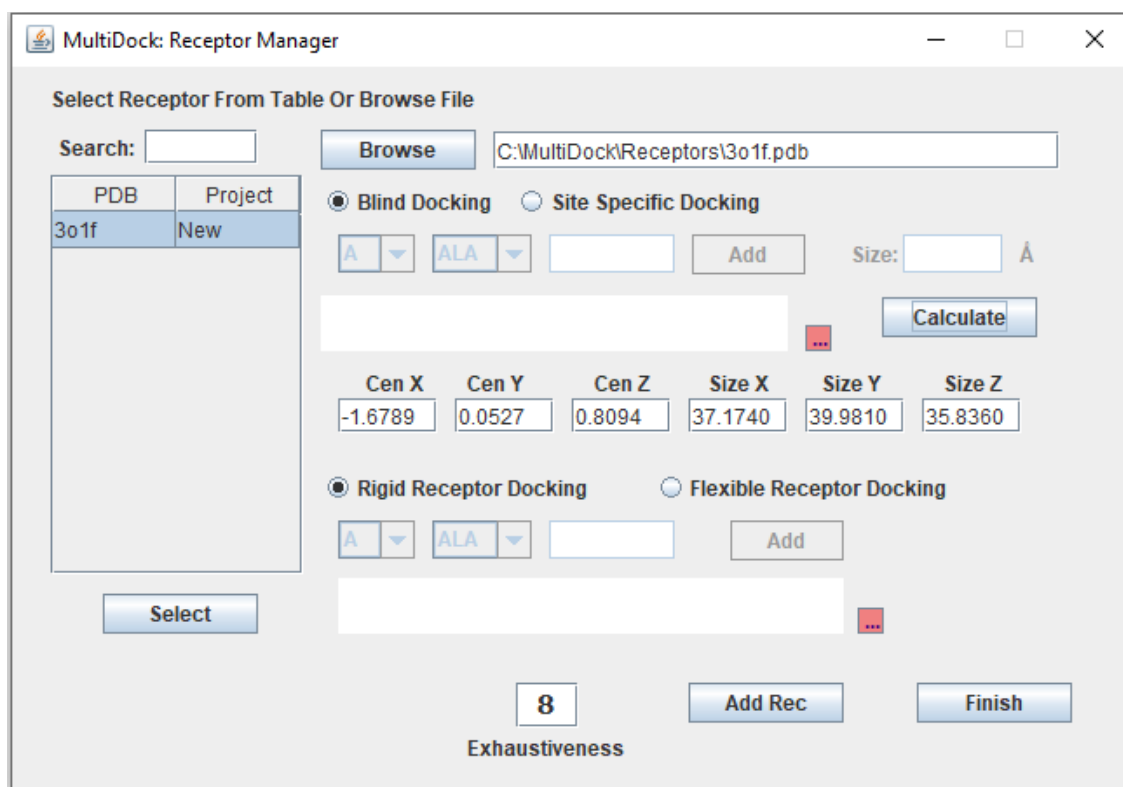 MultiDock: Receptor Manager
Select Receptor From Table Or Browse File
Search:
Browse
C:\MultiDock\Receptors\3o1f.pdb
PDB Project
3o1f New
Blind Docking Site Specific Docking
A ALA Add Size: Å
Calculate
...
Cen X Cen Y Cen Z Size X Size Y Size Z
-1.6789 0.0527 0.8094 37.1740 39.9810 35.8360
Rigid Receptor Docking Flexible Receptor Docking
A ALA Add
Select
...
8 Add Rec Finish
Exhaustiveness